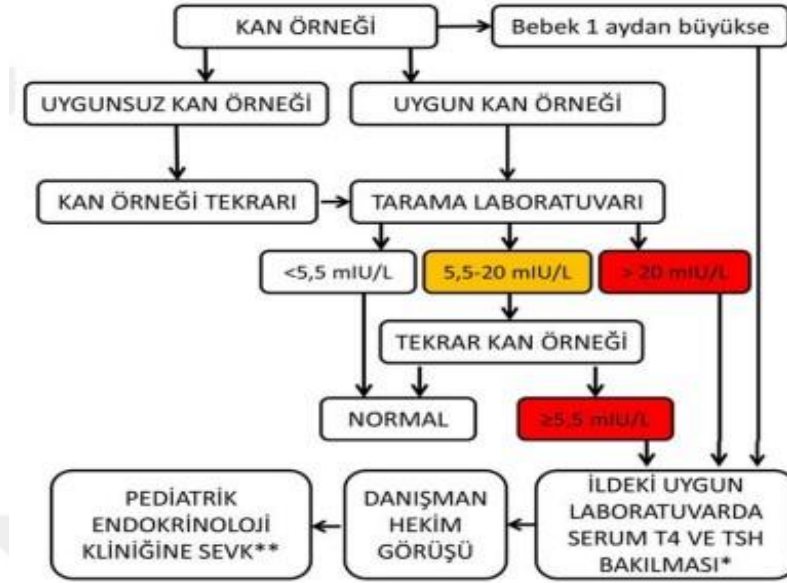 KAN ÖRNEĞİ
Bebek 1 aydan büyükse
UYGUNSUZ KAN ÖRNEĞİ
UYGUN KAN ÖRNEĞİ
KAN ÖRNEĞİ TEKRARI
TARAMA LABORATUVARI
<5,5 mIU/L
5,5-20 mIU/L
> 20 mIU/L
TEKRAR KAN ÖRNEĞİ
NORMAL
≥5,5 mIU/L
PEDİATRİK
ENDOKRİNOLOJİ
KLİNİĞİNE SEVK**
DANIŞMAN
HEKİM
GÖRÜŞÜ
İLDEKİ UYGUN
LABORATUVARDA
SERUM T4 VE TSH
BAKILMASI*